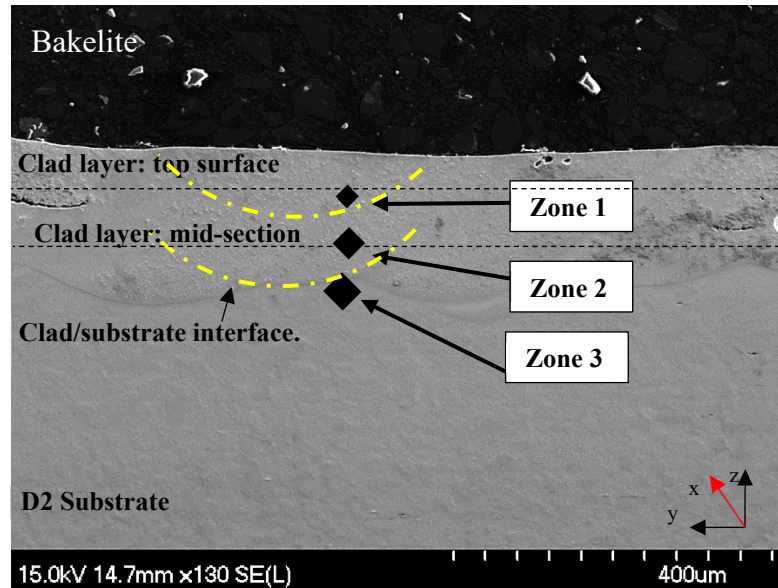 Bakelite
Clad layer: top surface
Zone 1
Clad layer: mid-section
Zone 2
Clad/substrate interface.
Zone 3
D2 Substrate
x
z
y
15.0kV 14.7mm x130 SE(L)
400um